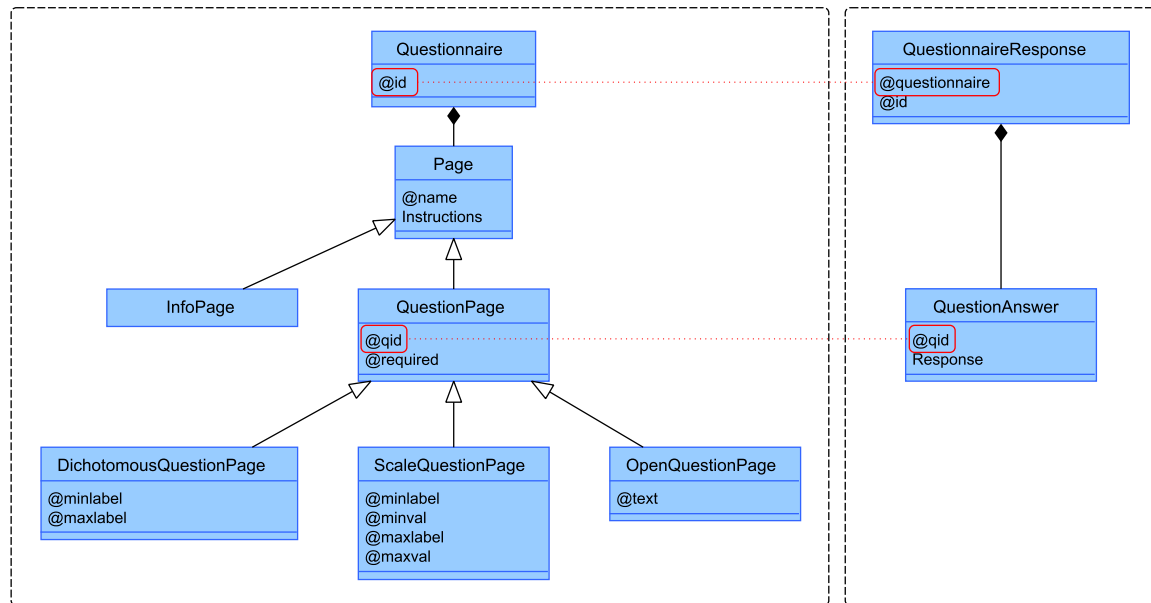 Questionnaire
@id
QuestionnaireResponse
@questionnaire
@id
Page
@name
Instructions
InfoPage
QuestionPage
@qid
@required
QuestionAnswer
@qid
Response
DichotomousQuestionPage
@minlabel
@maxlabel
ScaleQuestionPage
@minlabel
@minval
@maxlabel
@maxval
OpenQuestionPage
@text